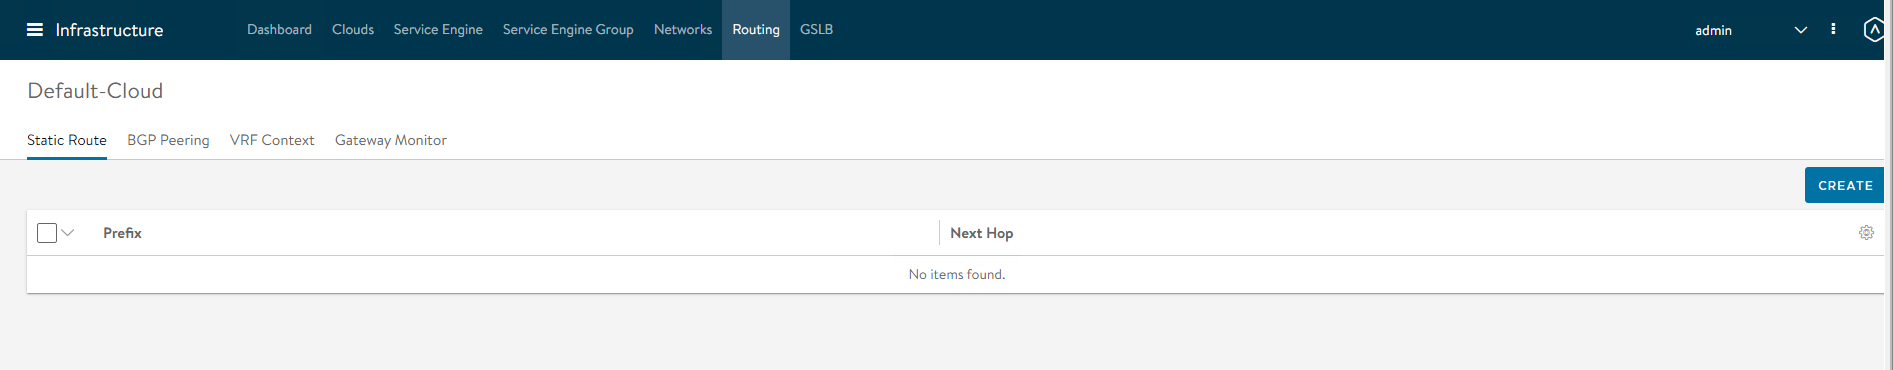 Infrastructure Dashboard Clouds Service Engine Service Engine Group Networks Routing GSLB admin
Default-Cloud
Static Route BGP Peering VRF Context Gateway Monitor
CREATE
Prefix Next Hop
No items found.